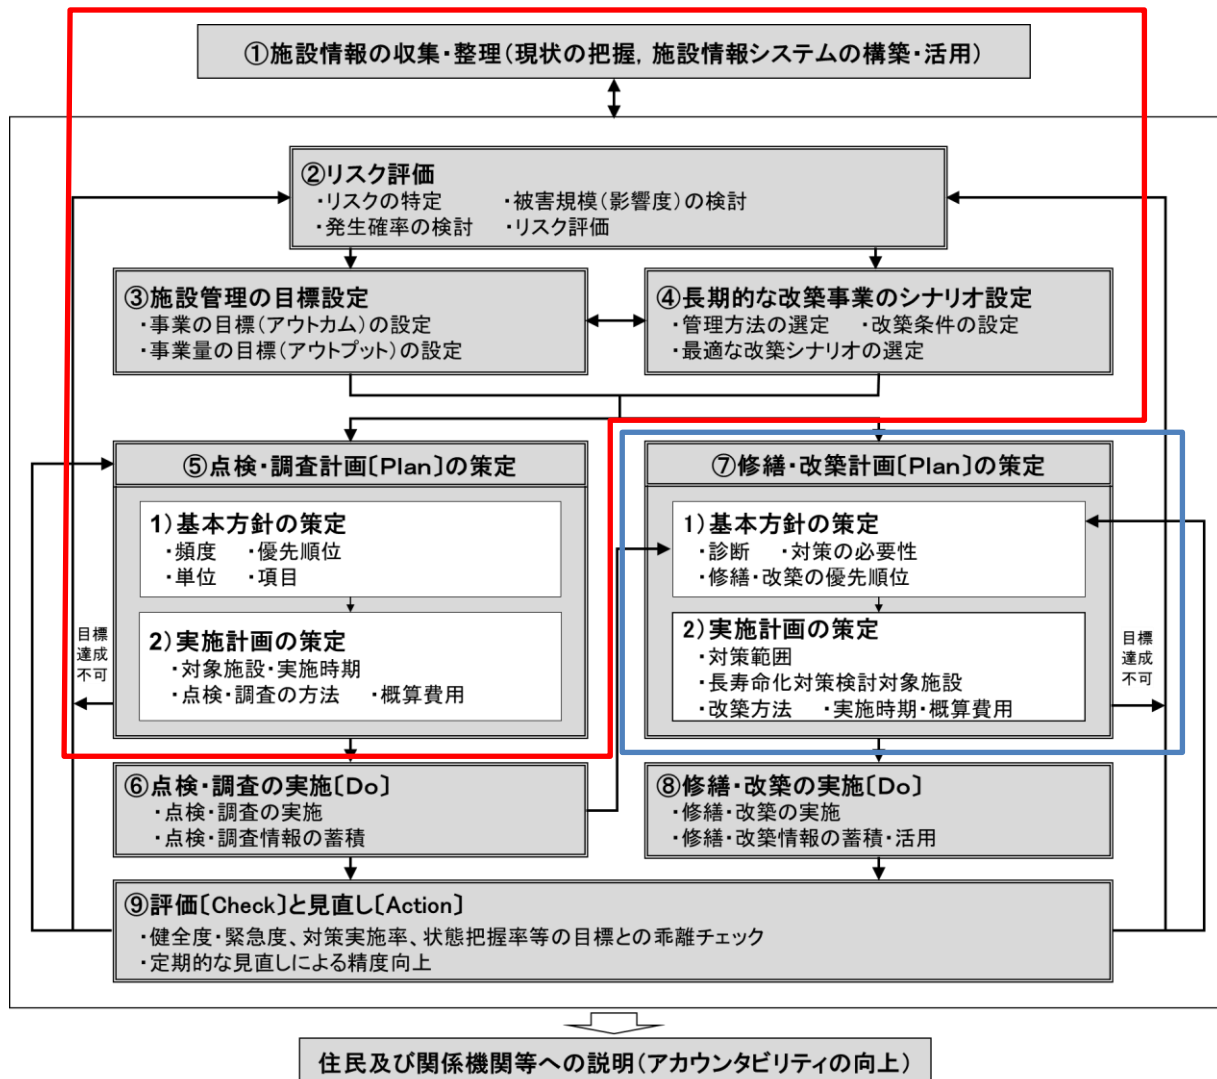 ①施設情報の収集・整理(現状の把握, 施設情報システムの構築・活用)
②リスク評価
・リスクの特定　・被害規模(影響度)の検討
・発生確率の検討　・リスク評価
③施設管理の目標設定
・事業の目標(アウトカム)の設定
・事業量の目標(アウトプット)の設定
④長期的な改築事業のシナリオ設定
・管理方法の選定　・改築条件の設定
・最適な改築シナリオの選定
⑤点検・調査計画〔Plan〕の策定
1)基本方針の策定
・頻度　・優先順位
・単位　・項目
2)実施計画の策定
・対象施設・実施時期
・点検・調査の方法　・概算費用
目標
達成
不可
⑦修繕・改築計画〔Plan〕の策定
1)基本方針の策定
・診断　・対策の必要性
・修繕・改築の優先順位
2)実施計画の策定
・対策範囲
・長寿命化対策検討対象施設
・改築方法　・実施時期・概算費用
目標
達成
不可
⑥点検・調査の実施〔Do〕
・点検・調査の実施
・点検・調査情報の蓄積
⑧修繕・改築の実施〔Do〕
・修繕・改築の実施
・修繕・改築情報の蓄積・活用
⑨評価〔Check〕と見直し〔Action〕
・健全度・緊急度、対策実施率、状態把握率等の目標との乖離チェック
・定期的な見直しによる精度向上
住民及び関係機関等への説明(アカウンタビリティの向上)